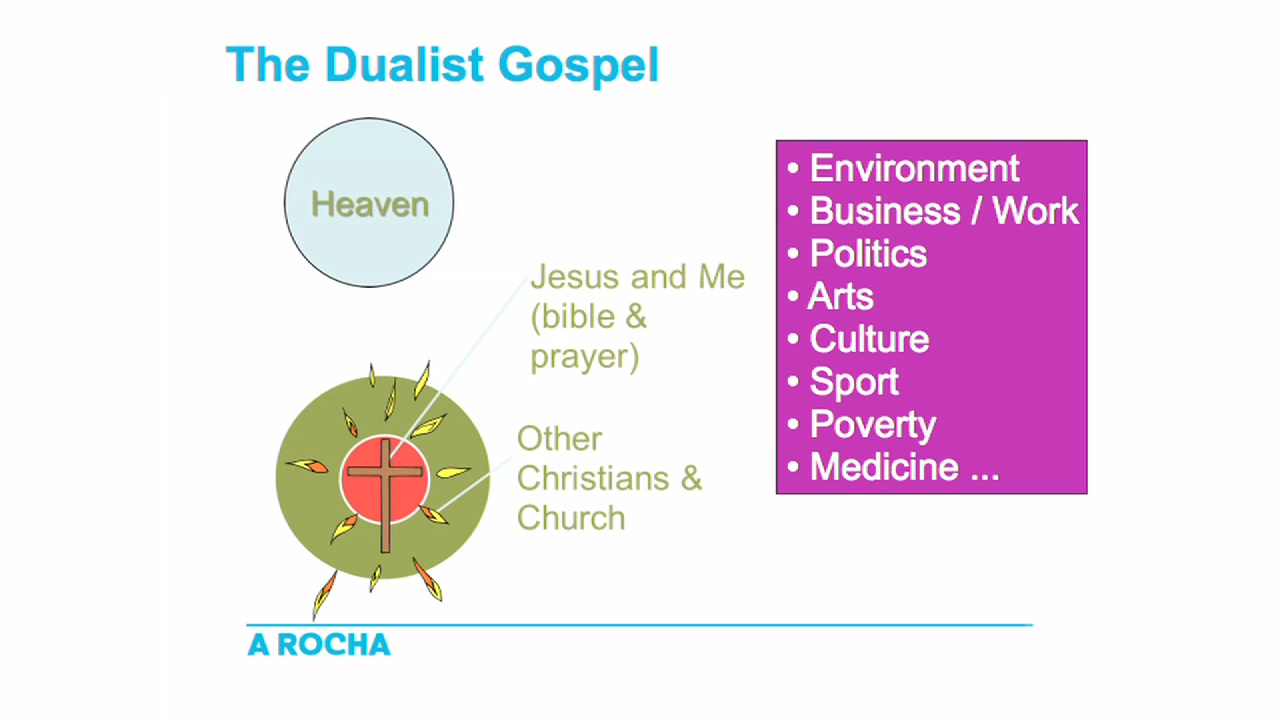 The Dualist Gospel
Heaven
Jesus and Me
(bible &
prayer)
Other
Christians &
Church
• Environment
• Business / Work
• Politics
• Arts
• Culture
• Sport
• Poverty
• Medicine ...
A ROCHA